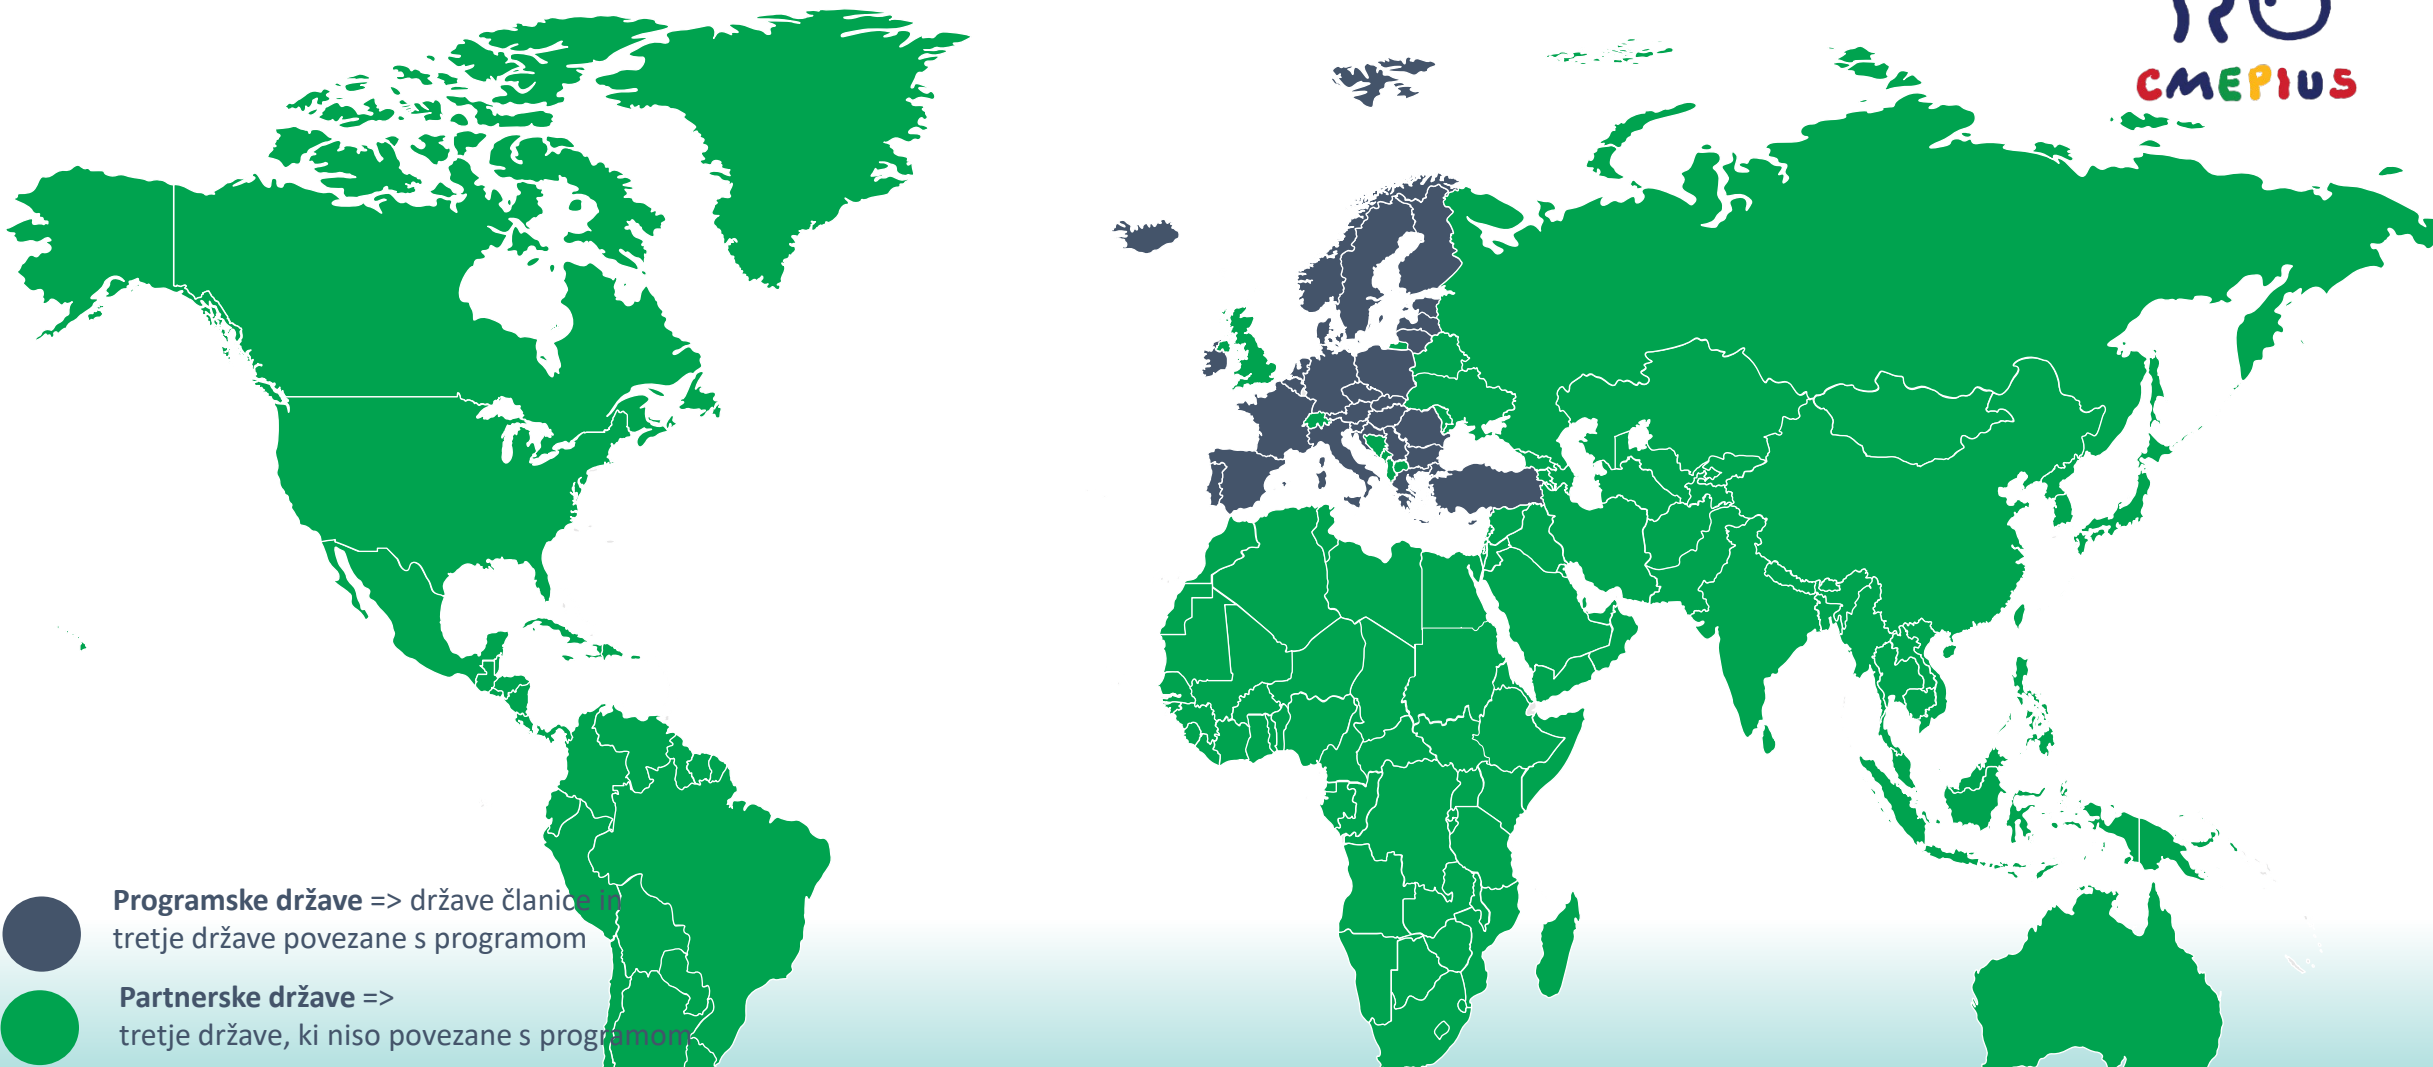 CMEPIUS
Programske države => države članice in
tretje države povezane s programom
Partnerske države =>
tretje države, ki niso povezane s programom